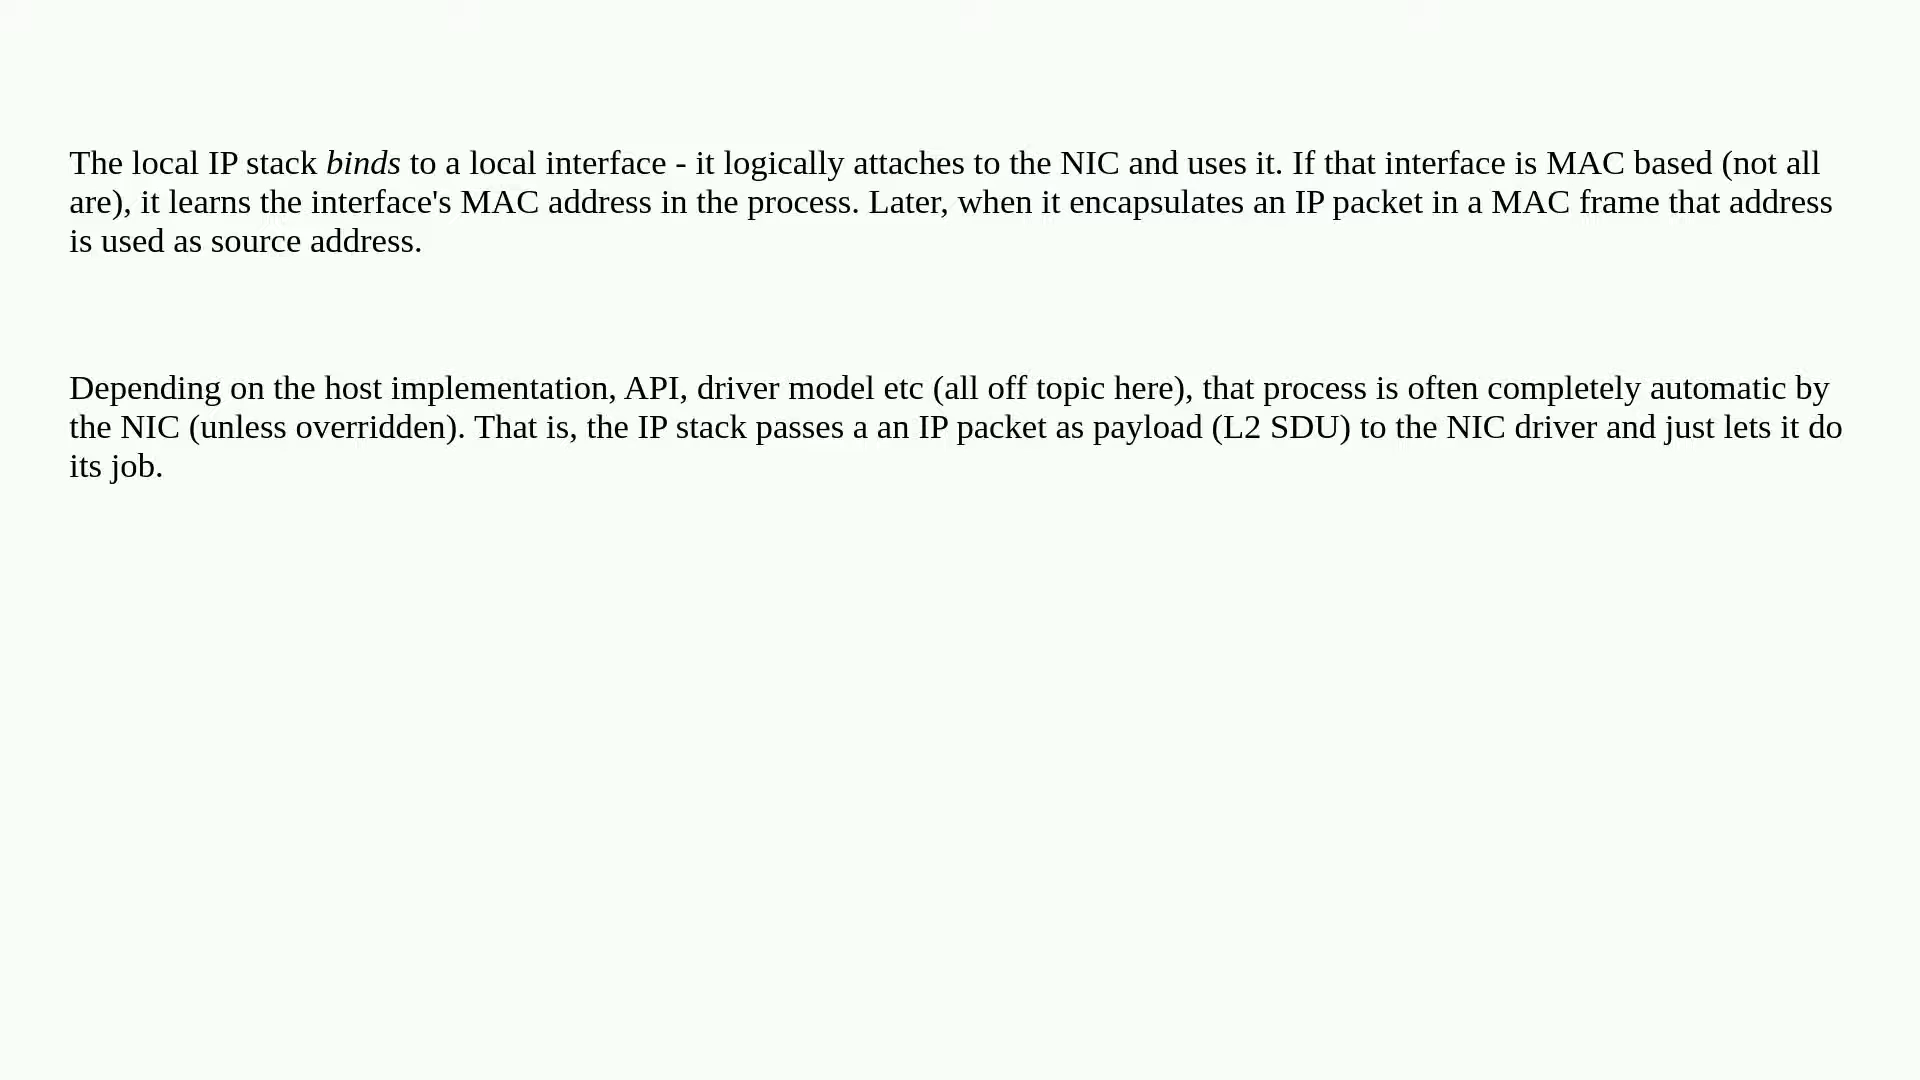 The local IP stack binds to a local interface - it logically attaches to the NIC and uses it. If that interface is MAC based (not all
are), it learns the interface's MAC address in the process. Later, when it encapsulates an IP packet in a MAC frame that address
is used as source address.
Depending on the host implementation, API, driver model etc (all off topic here), that process is often completely automatic by
the NIC (unless overridden). That is, the IP stack passes a an IP packet as payload (L2 SDU) to the NIC driver and just lets it do
its job.